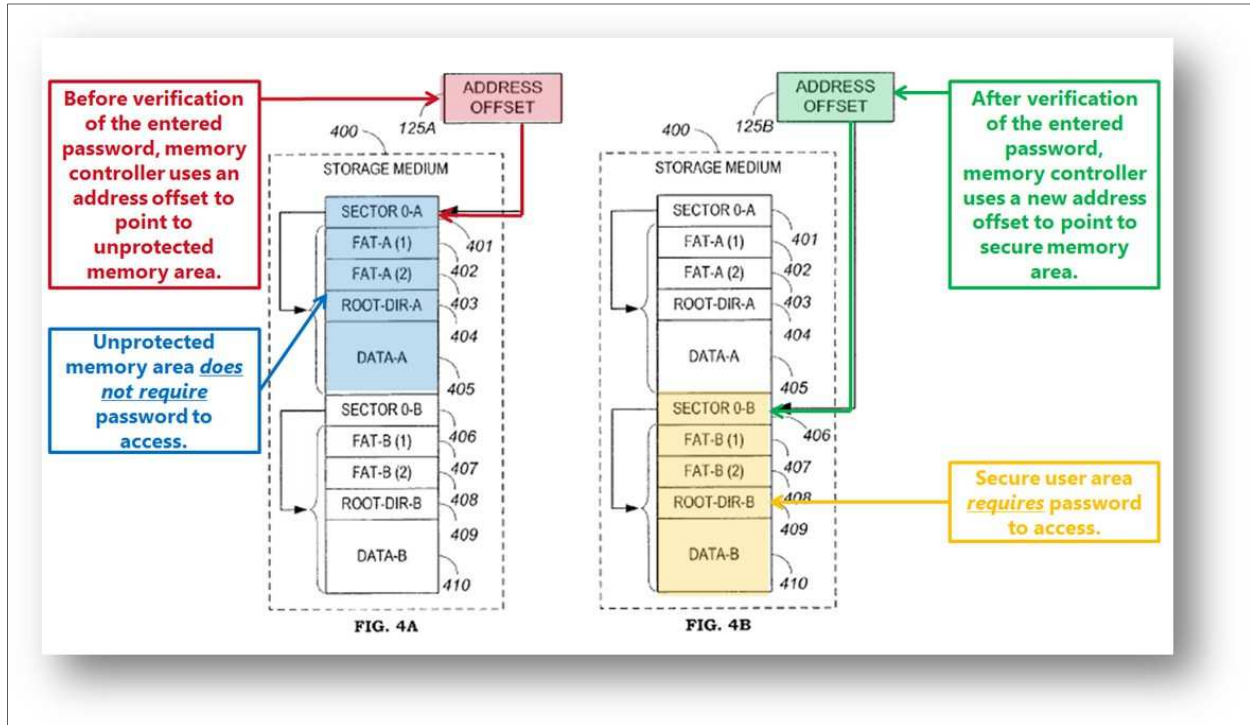 Before verification
of the entered
password, memory
controller uses an
address offset to
point to
unprotected
memory area.
Unprotected
memory area does
not require
password to
access.
ADDRESS
OFFSET
125A
400
STORAGE MEDIUM
SECTOR 0-A
401
FAT-A (1)
402
FAT-A (2)
403
ROOT-DIR-A
404
DATA-A
405
SECTOR 0-B
406
FAT-B (1)
407
FAT-B (2)
408
ROOT-DIR-B
409
DATA-B
410
FIG. 4A
ADDRESS
OFFSET
125B
400
STORAGE MEDIUM
SECTOR 0-A
401
FAT-A (1)
402
FAT-A (2)
403
ROOT-DIR-A
404
DATA-A
405
SECTOR 0-B
406
FAT-B (1)
407
FAT-B (2)
408
ROOT-DIR-B
409
DATA-B
410
FIG. 4B
After verification
of the entered
password,
memory controller
uses a new address
offset to point to
secure memory
area.
Secure user area
requires password
to access.